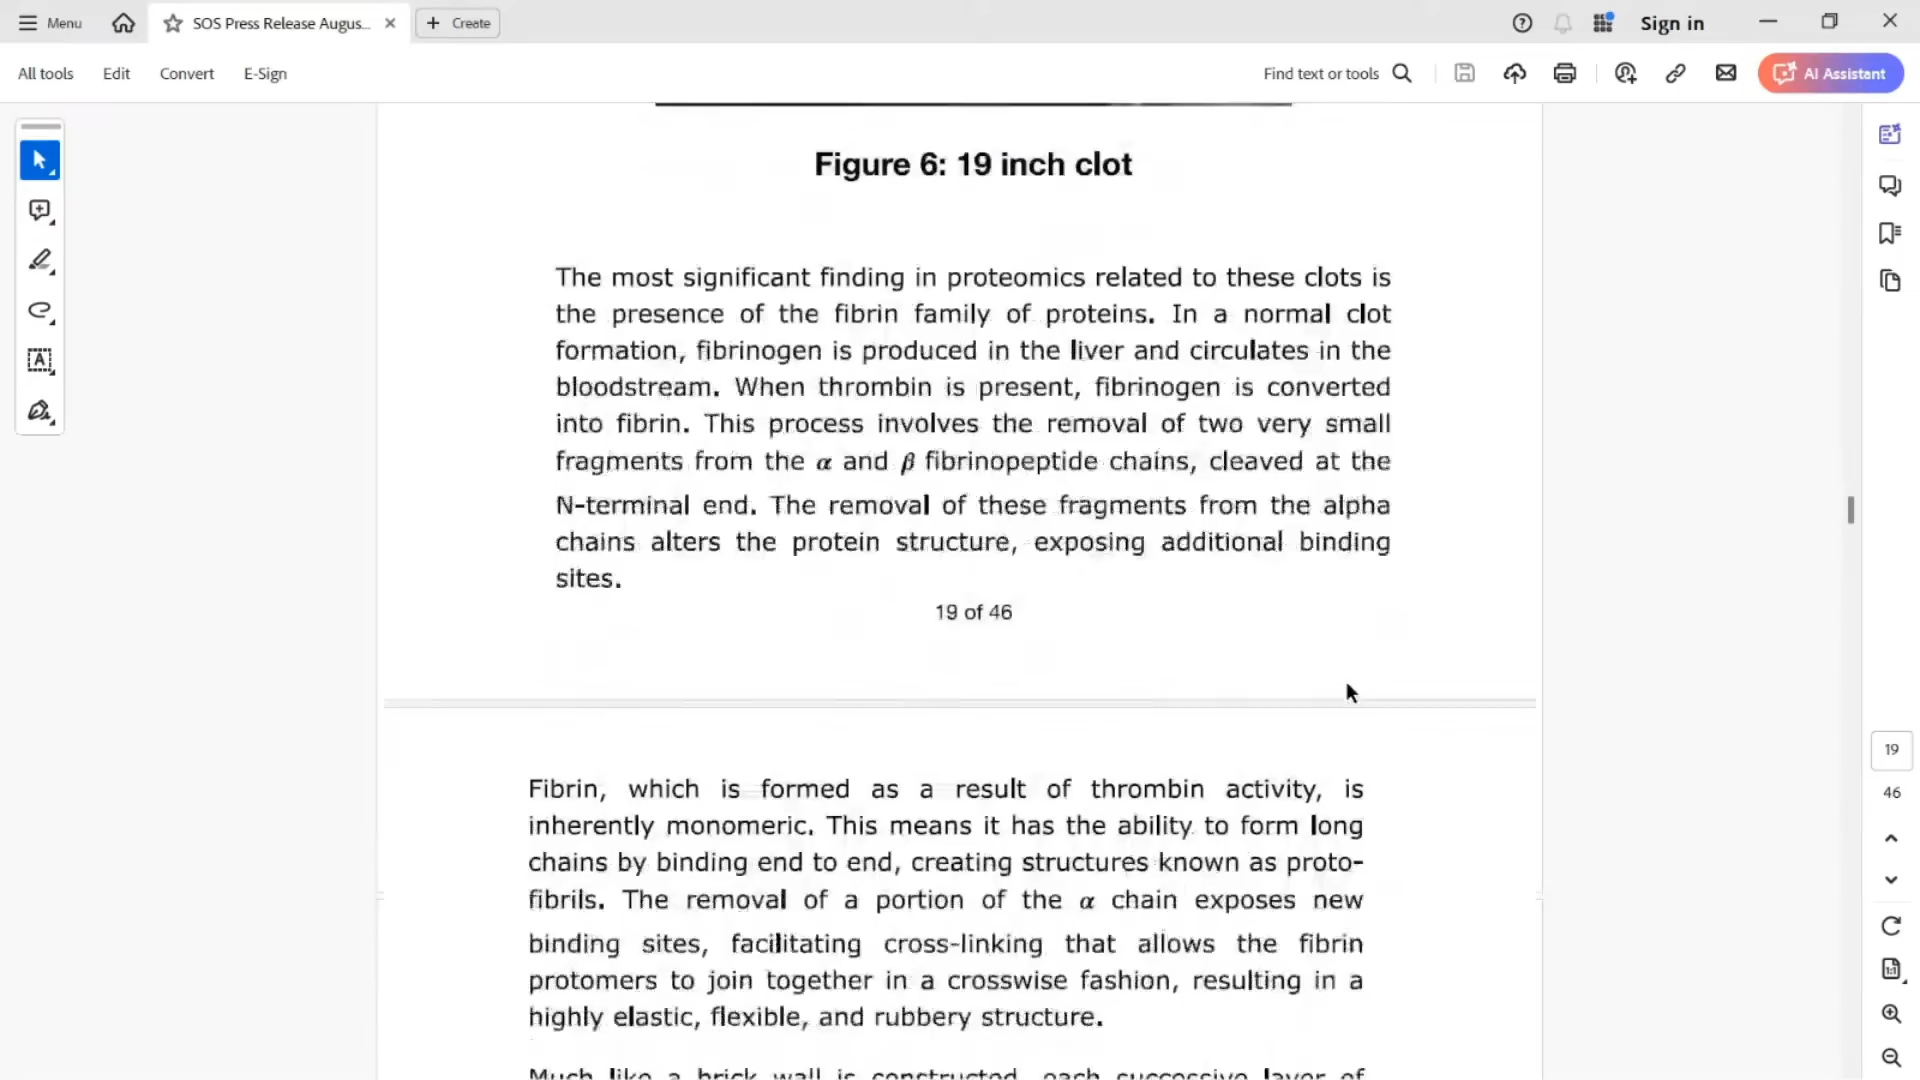 Menu
SOS Press Release Augus...
Create
Sign in
All tools
Edit
Convert
E-Sign
Find text or tools
AI Assistant
Figure 6: 19 inch clot
The most significant finding in proteomics related to these clots is
the presence of the fibrin family of proteins. In a normal clot
formation, fibrinogen is produced in the liver and circulates in the
bloodstream. When thrombin is present, fibrinogen is converted
into fibrin. This process involves the removal of two very small
fragments from the α and β fibrinopeptide chains, cleaved at the
N-terminal end. The removal of these fragments from the alpha
chains alters the protein structure, exposing additional binding
sites.
19 of 46
19
46
Fibrin, which is formed as a result of thrombin activity, is
inherently monomeric. This means it has the ability to form long
chains by binding end to end, creating structures known as proto-
fibrils. The removal of a portion of the α chain exposes new
binding sites, facilitating cross-linking that allows the fibrin
protomers to join together in a crosswise fashion, resulting in a
highly elastic, flexible, and rubbery structure.
Much like a brick wall is constructed, each successive layer of